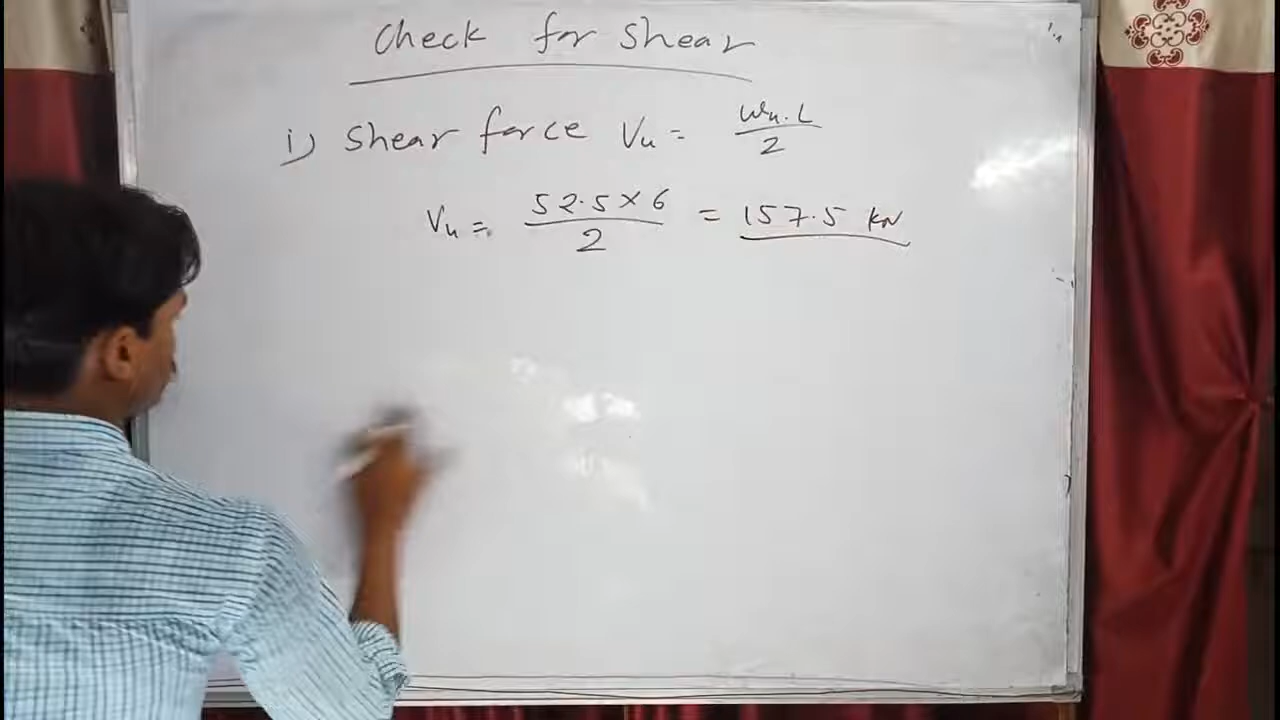 Check for Shear
i) Shear force Vu = wu. L / 2
Vu = 52.5 × 6 / 2 = 157.5 kN